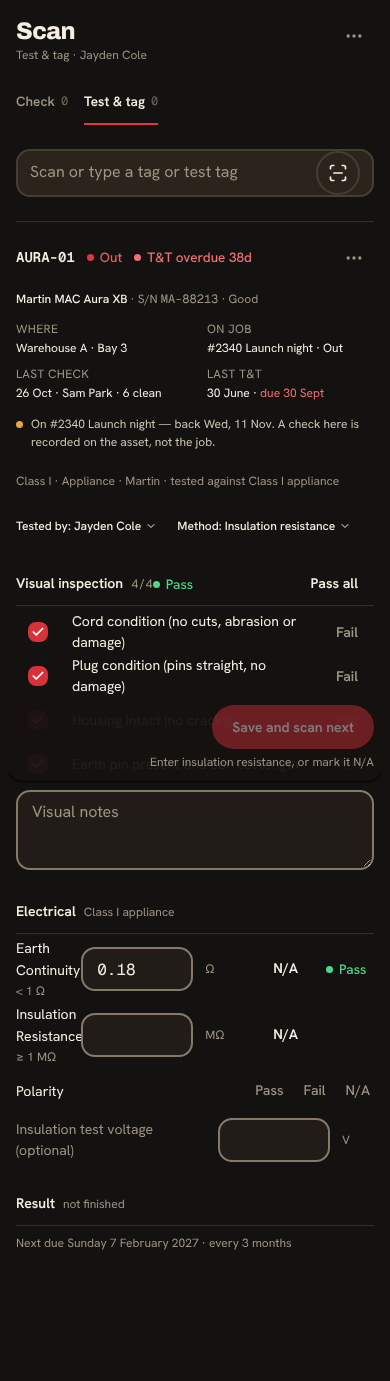 Scan
Test & tag · Jayden Cole
Check 0 Test & tag 0
Scan or type a tag or test tag
AURA-01 Out T&T overdue 38d
Martin MAC Aura XB · S/N MA-88213 · Good
WHERE ON JOB
Warehouse A · Bay 3 #2340 Launch night · Out
LAST CHECK LAST T&T
26 Oct · Sam Park · 6 clean 30 June · due 30 Sept
On #2340 Launch night — back Wed, 11 Nov. A check here is
recorded on the asset, not the job.
Class I · Appliance · Martin · tested against Class I appliance
Tested by: Jayden Cole Method: Insulation resistance
Visual inspection 4/4 Pass Pass all
Cord condition (no cuts, abrasion or
damage) Fail
Plug condition (pins straight, no
damage) Fail
Housing intact (no crac
Save and scan next
Earth pin
Enter insulation resistance, or mark it N/A
Visual notes
Electrical Class I appliance
Earth
Continuity 0.18 Ω N/A Pass
< 1 Ω
Insulation
Resistance MΩ N/A
≥ 1 MΩ
Polarity Pass Fail N/A
Insulation test voltage
(optional) V
Result not finished
Next due Sunday 7 February 2027 · every 3 months